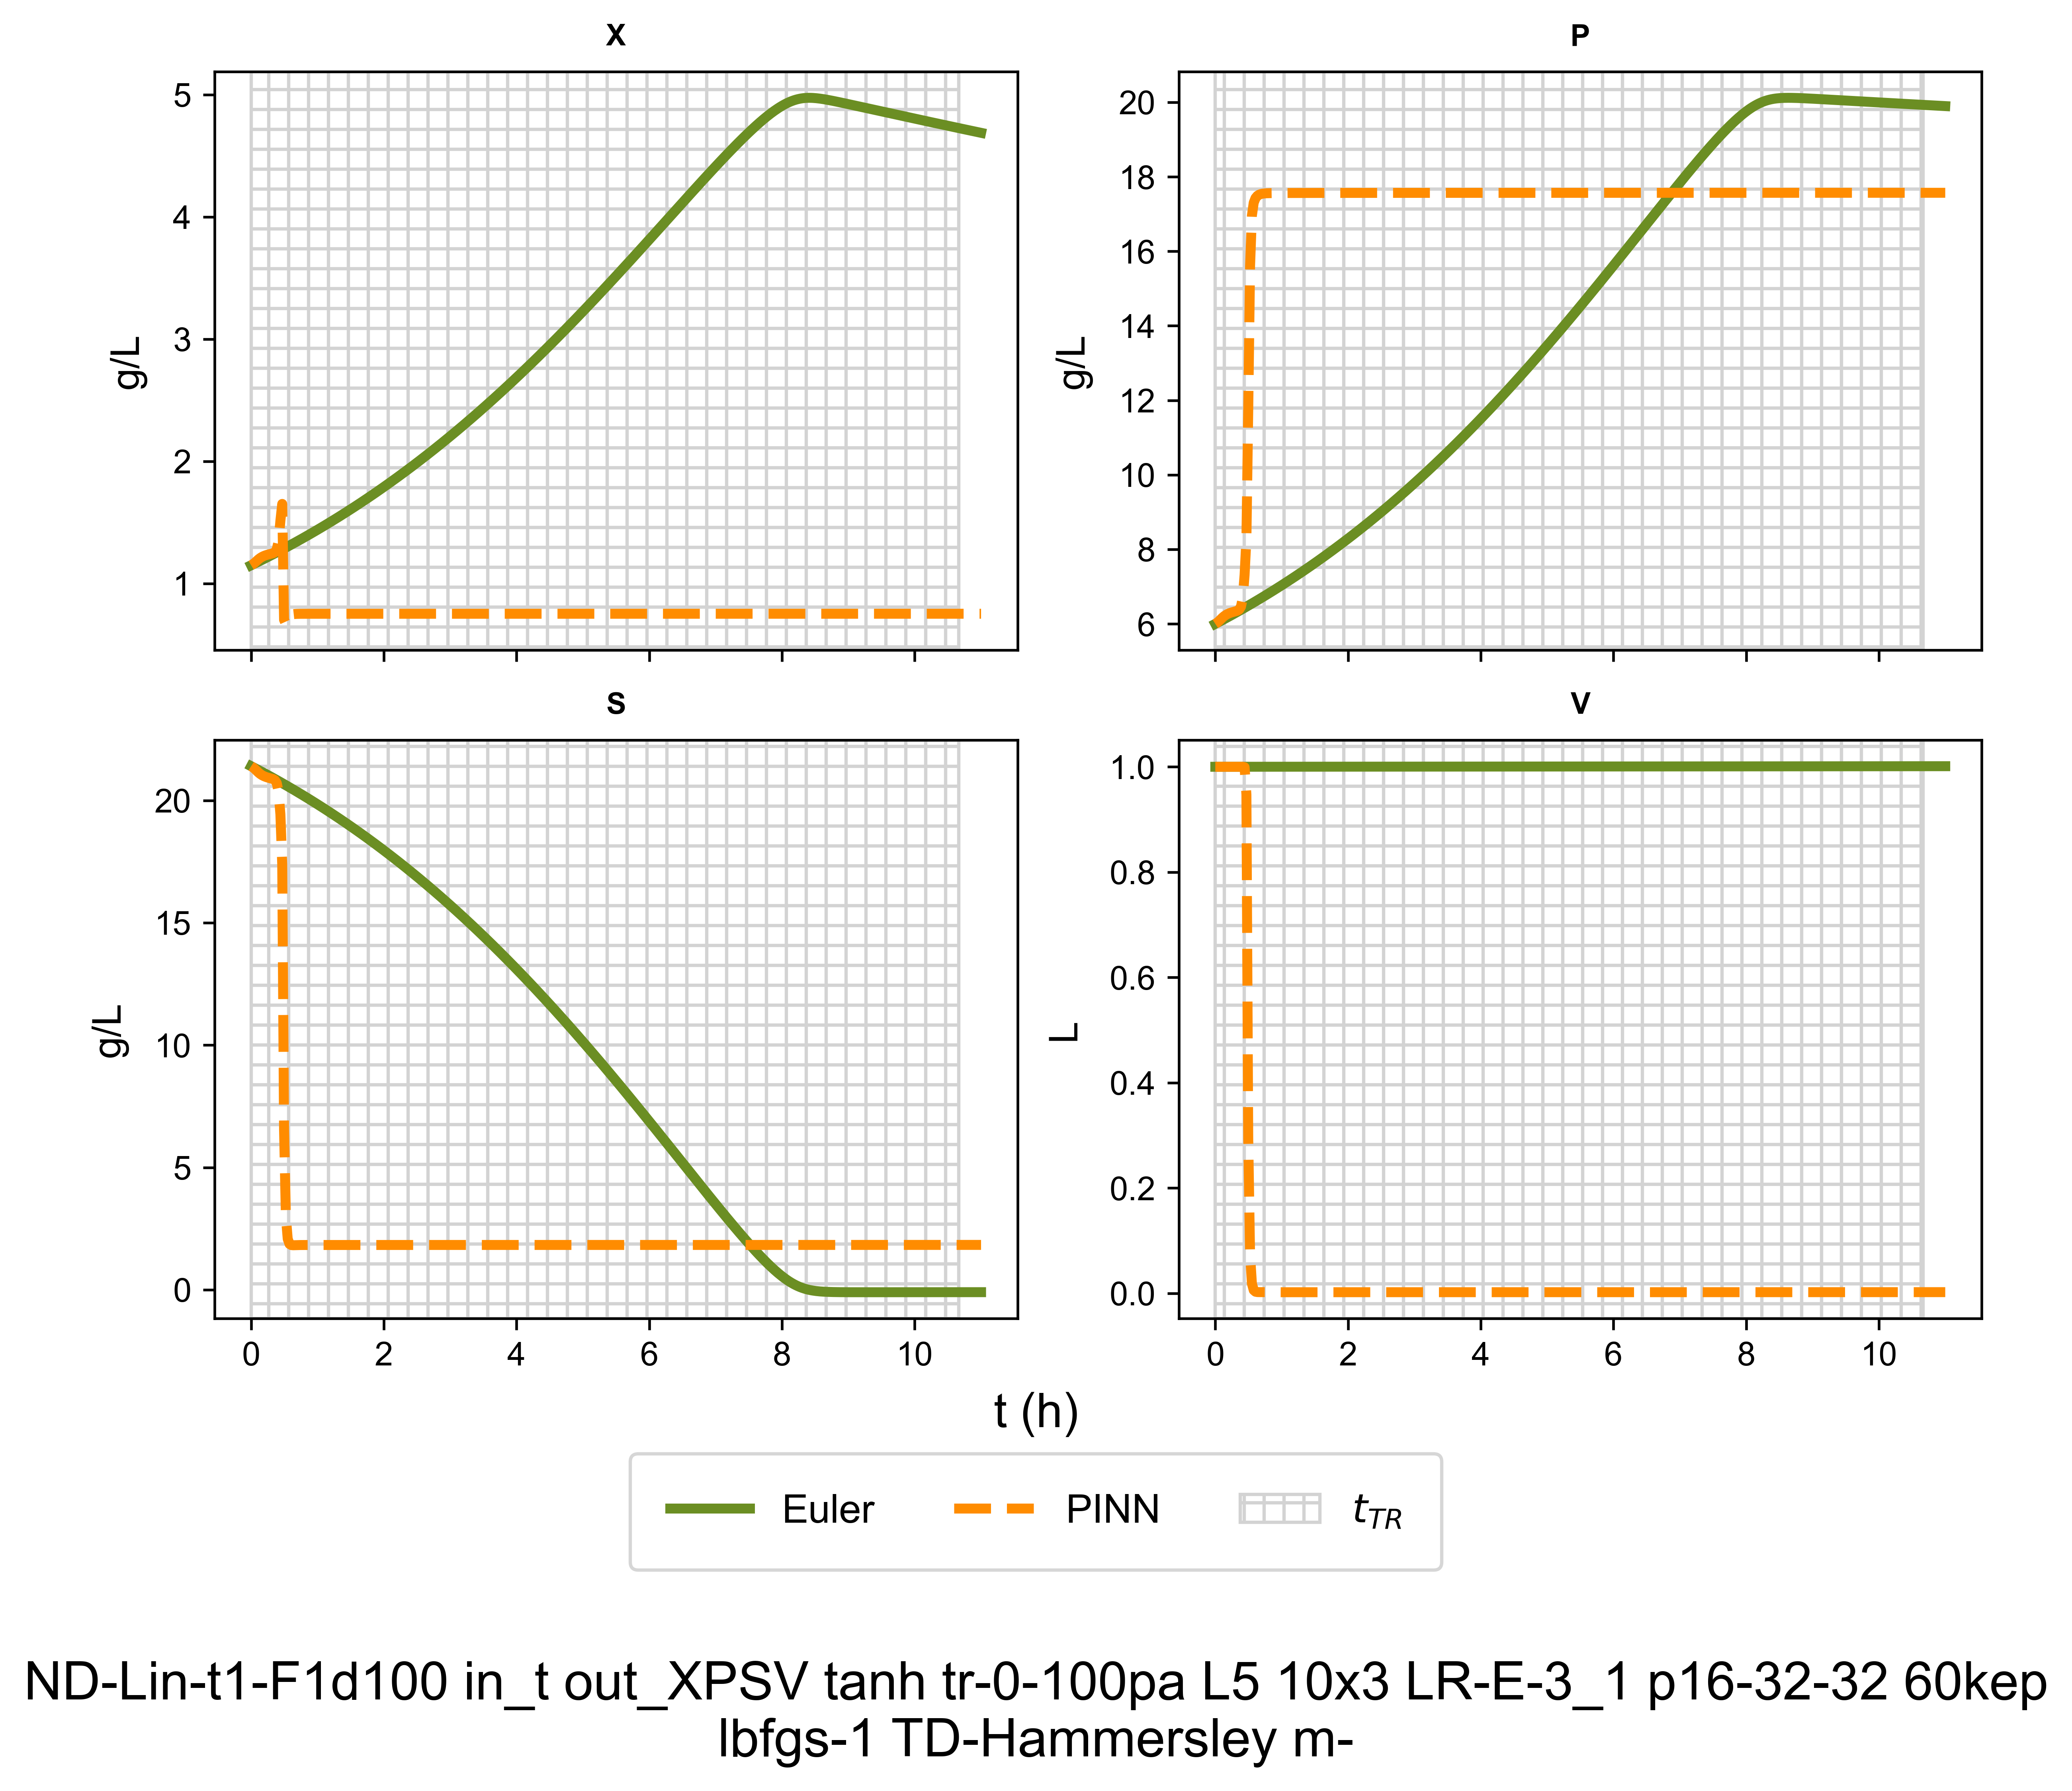 X
P
5
4
3
2
1
g/L
20
18
16
14
12
10
8
6
g/L
S
V
20
15
10
5
0
g/L
0 2 4 6 8 10
1.0
0.8
0.6
0.4
0.2
0.0
L
0 2 4 6 8 10
t (h)
Euler PINN t_{TR}
ND-Lin-t1-F1d100 in_t out_XPSV tanh tr-0-100pa L5 10x3 LR-E-3_1 p16-32-32 60kep
lbfgs-1 TD-Hammersley m-